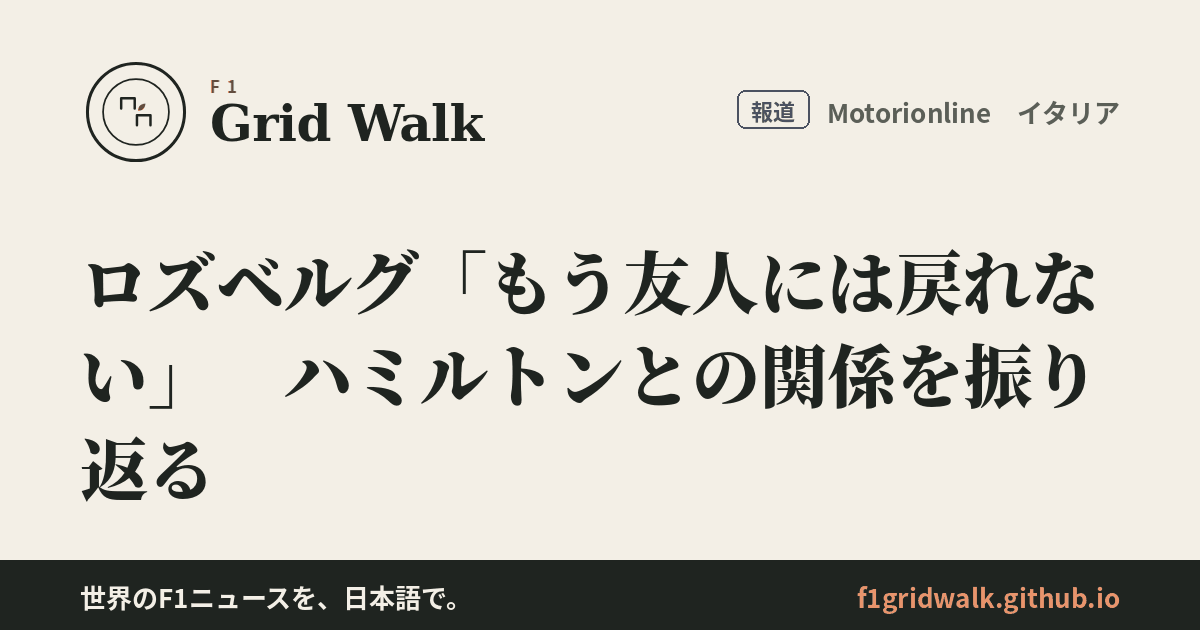 F1
Grid Walk
報道
Motorionline　イタリア
ロズベルグ「もう友人には戻れな
い」　ハミルトンとの関係を振り
返る
世界のF1ニュースを、日本語で。
f1gridwalk.github.io